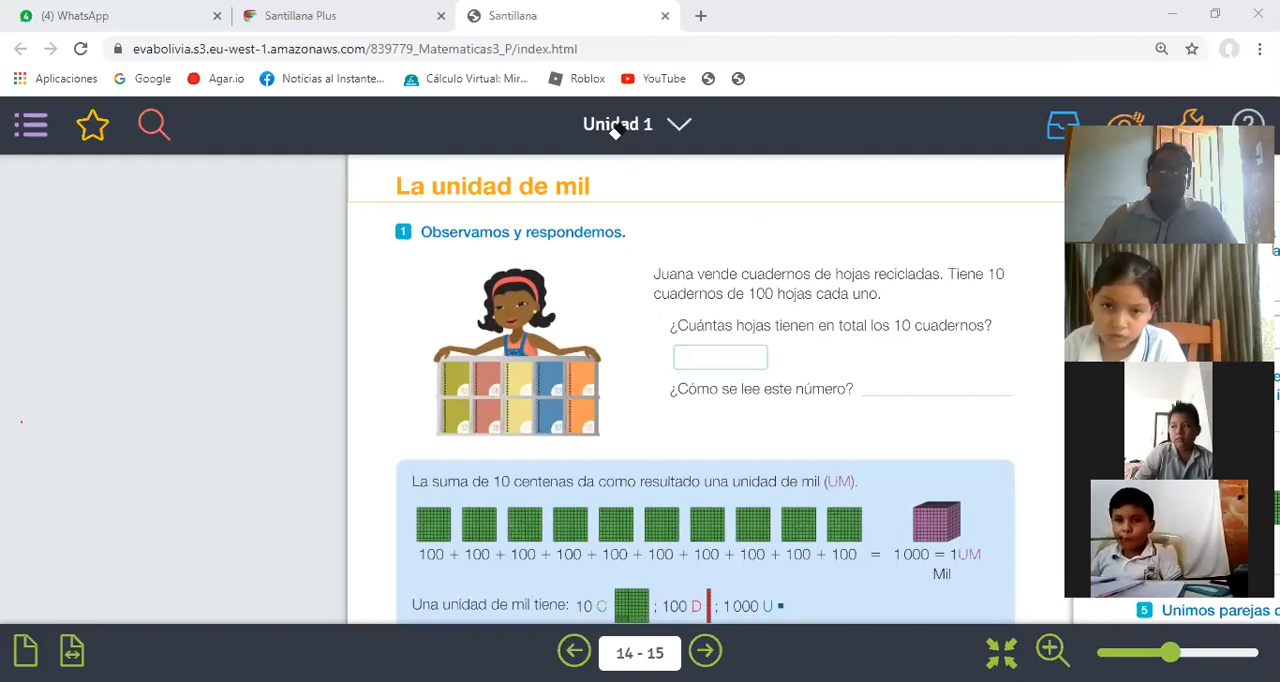 (4) WhatsApp
Santillana Plus
Santillana
evabolivia.s3.eu-west-1.amazonaws.com/839779_Matematicas3_P/index.html
Aplicaciones
Google
Agar.io
Noticias al Instante...
Cálculo Virtual: Mir...
Roblox
YouTube
Unidad 1
La unidad de mil
1 Observamos y respondemos.
Juana vende cuadernos de hojas recicladas. Tiene 10
cuadernos de 100 hojas cada uno.
¿Cuántas hojas tienen en total los 10 cuadernos?
¿Cómo se lee este número?
La suma de 10 centenas da como resultado una unidad de mil (UM).
100 + 100 + 100 + 100 + 100 + 100 + 100 + 100 + 100 + 100 = 1 000 = 1UM
Mil
Una unidad de mil tiene: 10 C ; 100 D ; 1 000 U
5 Unimos parejas
14 - 15